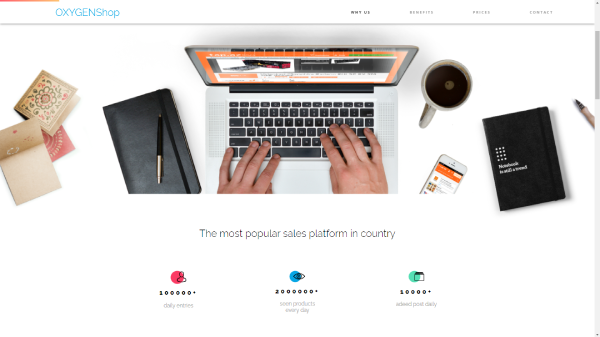 OXYGENShop
WHY US
BENEFITS
PRICES
CONTACT
Notebook
is still a trend
The most popular sales platform in country
100000+
2000000+
10000+
daily entries
seen products
every day
adeed post daily